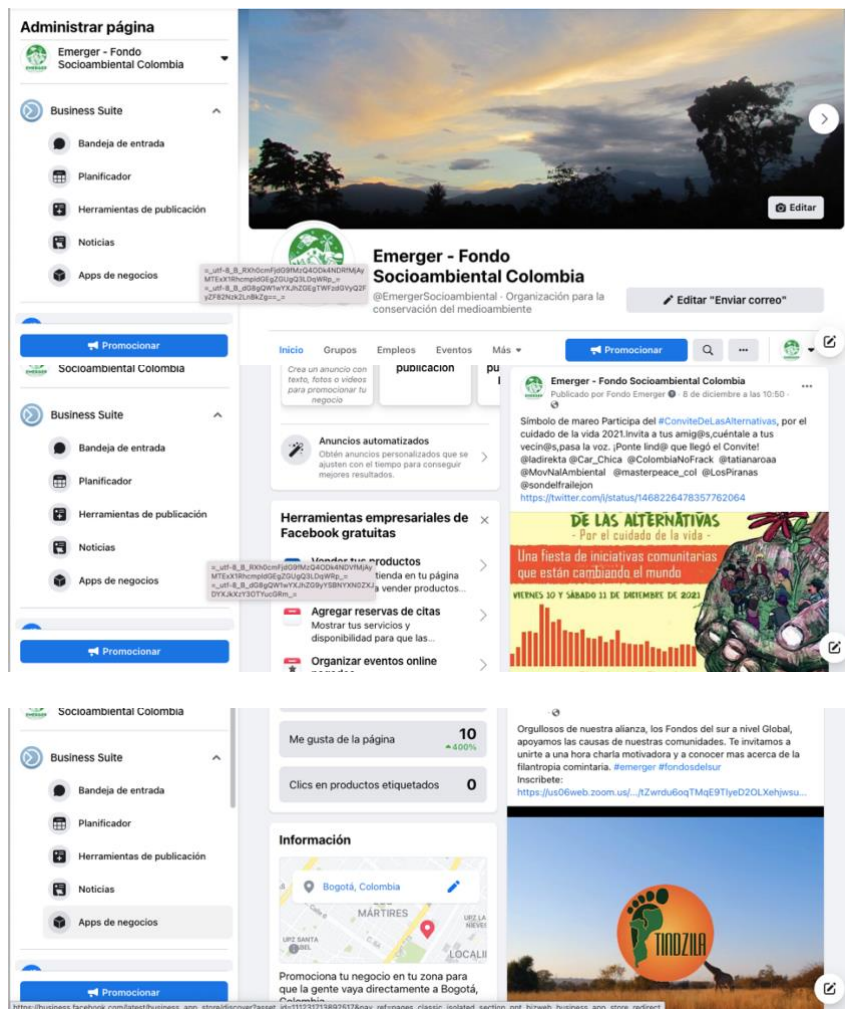 Administrar página
Emerger - Fondo
Socioambiental Colombia
Business Suite
Bandeja de entrada
Planificador
Herramientas de publicación
Noticias
Apps de negocios
Promocionar
Editar
Emerger - Fondo
Socioambiental Colombia
@EmergerSocioambiental · Organización para la
conservación del medioambiente
Editar "Enviar correo"
Inicio Grupos Empleos Eventos Más
Promocionar
Socioambiental Colombia
Business Suite
Bandeja de entrada
Planificador
Herramientas de publicación
Noticias
Apps de negocios
Promocionar
Crea un anuncio con
texto, fotos o videos
para promocionar tu
negocio
publicación
Anuncios automatizados
Obtén anuncios personalizados que se
ajusten con el tiempo para conseguir
mejores resultados.
Herramientas empresariales de
Facebook gratuitas
Vender tus productos
tienda en tu página
a vender productos...
Agregar reservas de citas
Mostrar tus servicios y
disponibilidad para que las...
Organizar eventos online
Emerger - Fondo Socioambiental Colombia
Publicado por Fondo Emerger · 8 de diciembre a las 10:50 ·
Símbolo de mareo Participa del #ConviteDeLasAlternativas, por el
cuidado de la vida 2021.Invita a tus amig@s,cuéntale a tus
vecin@s,pasa la voz. ¡Ponte lind@ que llegó el Convite!
@ladirekta @Car_Chica @ColombiaNoFrack @tatianaroaa
@MovNalAmbiental @masterpeace_col @LosPiranas
@sondelfrailejon
https://twitter.com/i/status/1468226478357762064
DE LAS ALTERNATIVAS
- Por el cuidado de la vida -
Una fiesta de iniciativas comunitarias
que están cambiando el mundo
VIERNES 10 Y SÁBADO 11 DE DICIEMBRE DE 2021
Socioambiental Colombia
Business Suite
Bandeja de entrada
Planificador
Herramientas de publicación
Noticias
Apps de negocios
Promocionar
Me gusta de la página 10
400%
Clics en productos etiquetados 0
Información
Bogotá, Colombia
MÁRTIRES
UPZ LA
UPZ SANTA
LOCALI
Promociona tu negocio en tu zona para
que la gente vaya directamente a Bogotá,
Colombia
Orgullosos de nuestra alianza, los Fondos del sur a nivel Global,
apoyamos las causas de nuestras comunidades. Te invitamos a
unirte a una hora charla motivadora y a conocer mas acerca de la
filantropia comintaria. #emerger #fondosdelsur
Inscribete:
https://us06web.zoom.us/.../tZwrdu6oqTMqE9TlyeD2OLXehjwsu...
TINDZILA